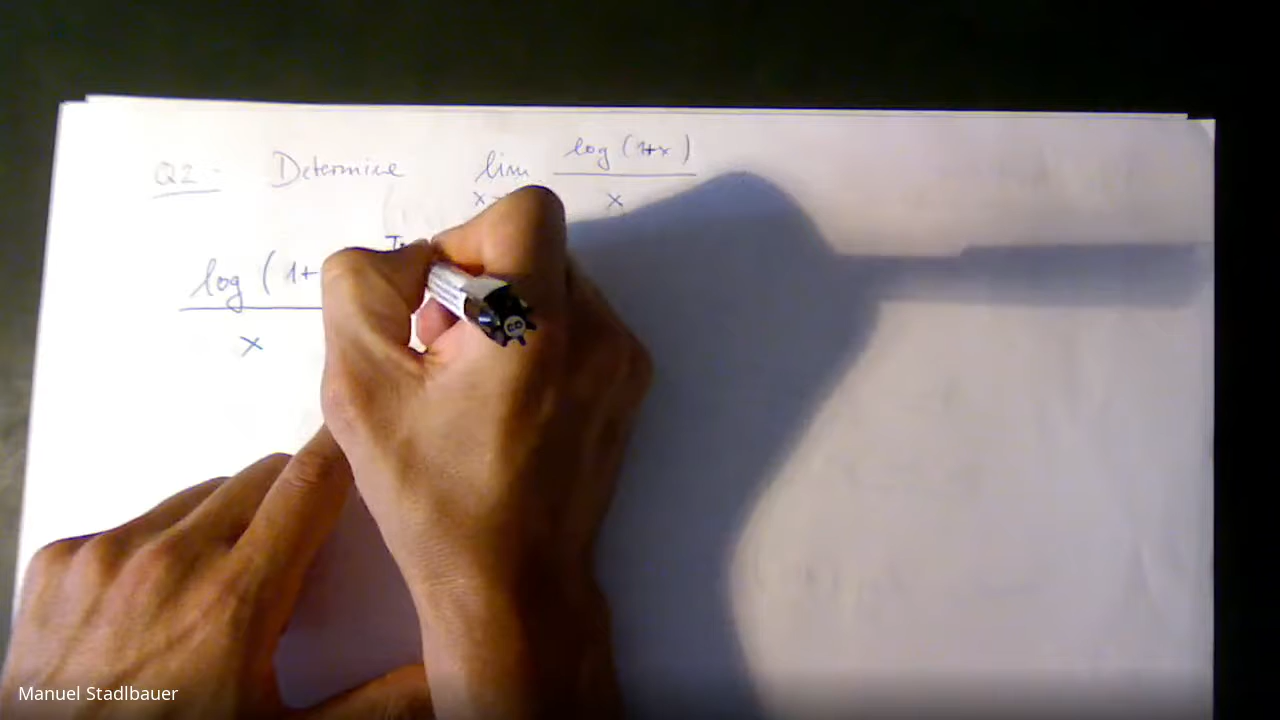 Q2:- Determine lim log (1+x)
x→ x
log (1+
x
Manuel Stadlbauer